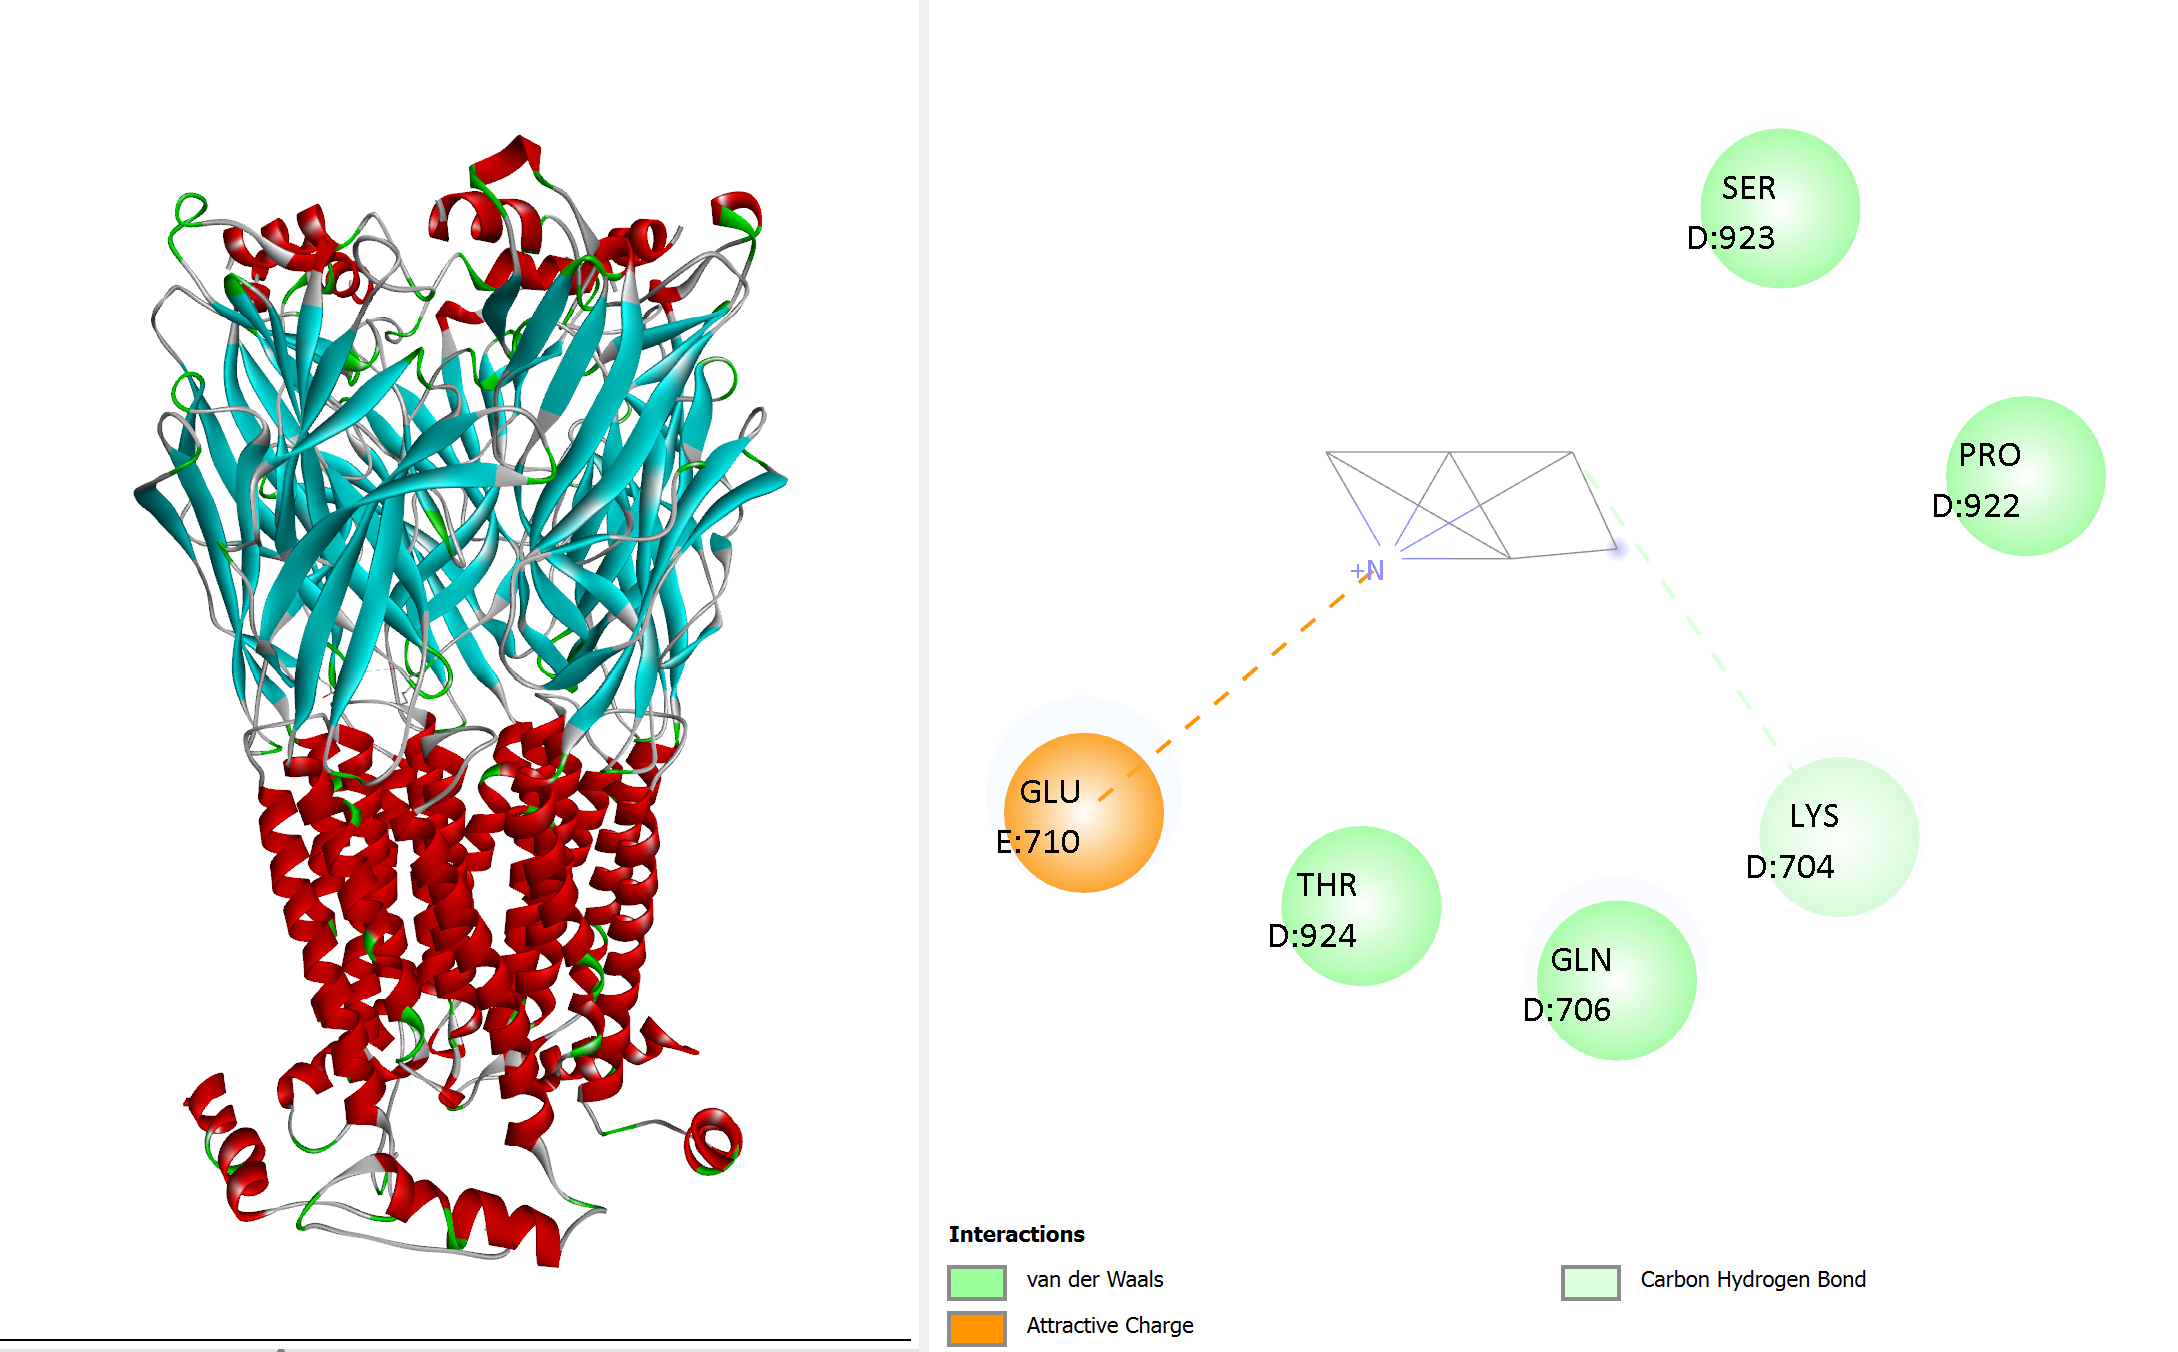 SER
D:923
PRO
D:922
+N
GLU
E:710
LYS
D:704
THR
D:924
GLN
D:706
Interactions
van der Waals
Carbon Hydrogen Bond
Attractive Charge